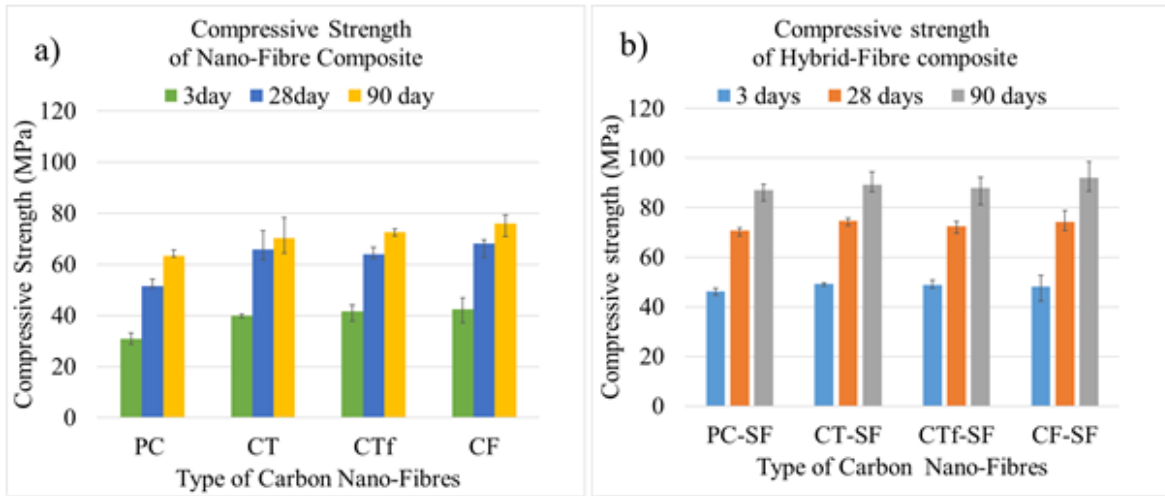 a)
Compressive Strength
of Nano-Fibre Composite
3day 28day 90 day
Compressive Strength (MPa)
120
100
80
60
40
20
0
PC CT CTf CF
Type of Carbon Nano-Fibres
b)
Compressive strength
of Hybrid-Fibre composite
3 days 28 days 90 days
Compressive strength (MPa)
120
100
80
60
40
20
0
PC-SF CT-SF CTf-SF CF-SF
Type of Carbon Nano-Fibres